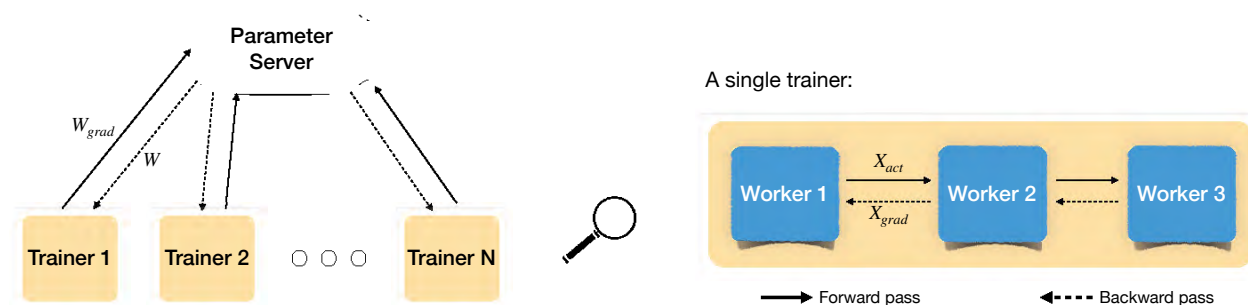 Parameter
Server
W_grad
W
Trainer 1
Trainer 2
Trainer N
A single trainer:
Worker 1
X_act
X_grad
Worker 2
Worker 3
Forward pass
Backward pass